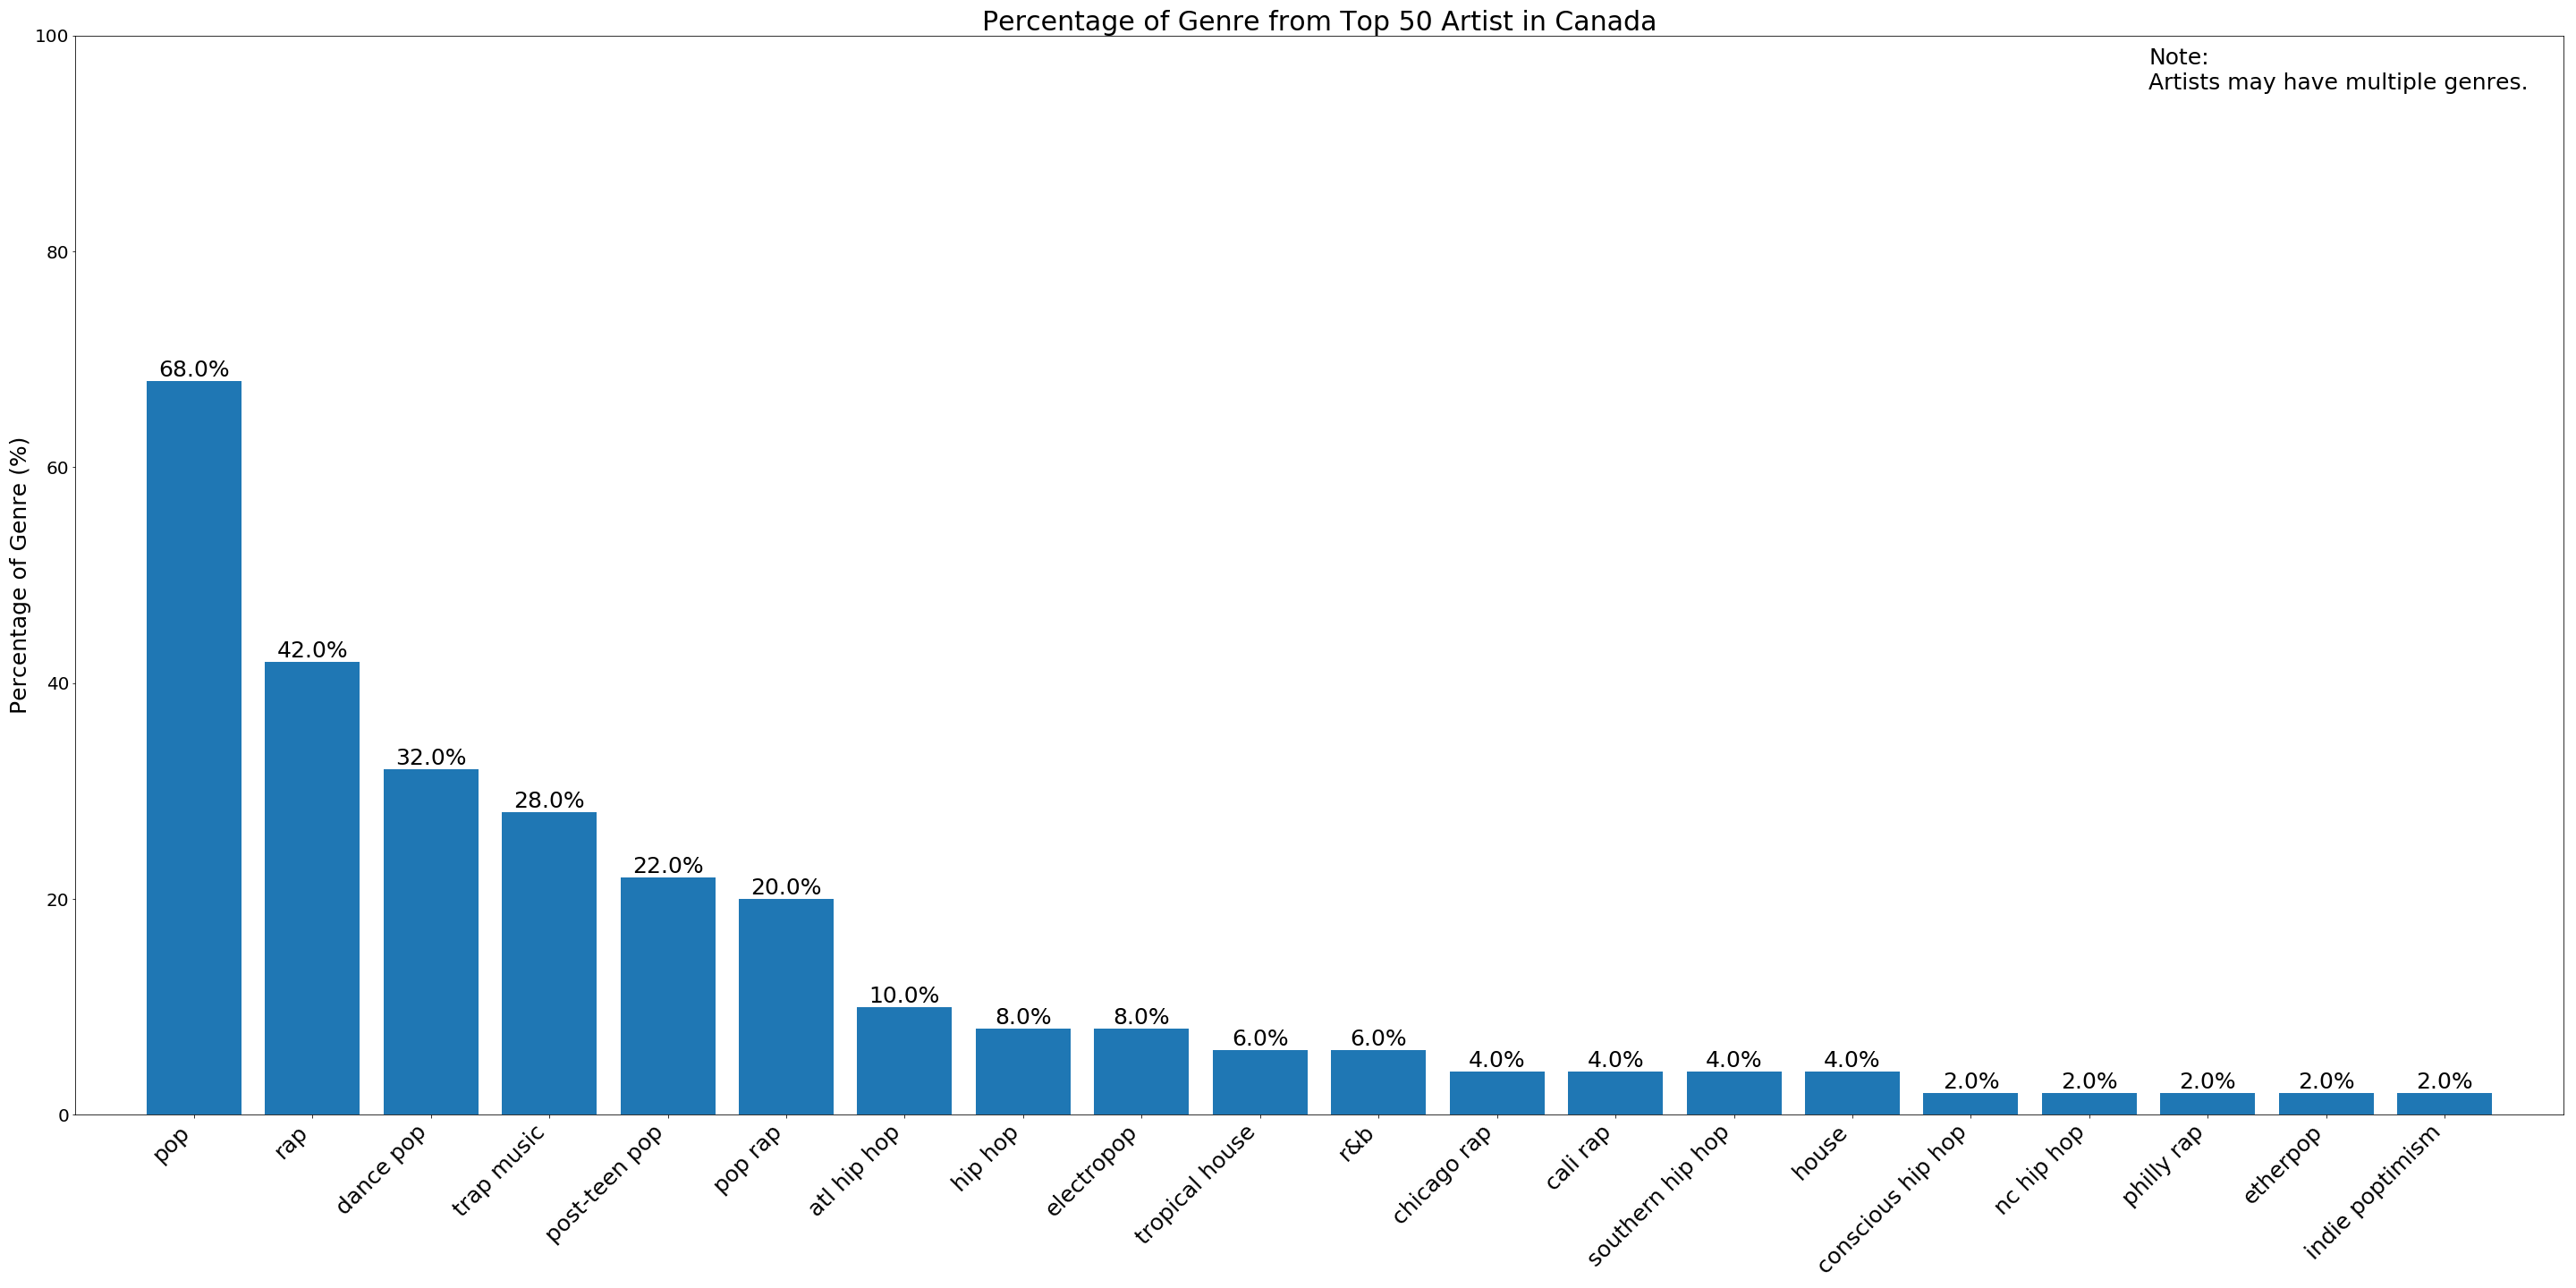 Percentage of Genre from Top 50 Artist in Canada
Note:
Artists may have multiple genres.
Percentage of Genre (%)
100
80
60
40
20
0
68.0%
42.0%
32.0%
28.0%
22.0%
20.0%
10.0%
8.0%
8.0%
6.0%
6.0%
4.0%
4.0%
4.0%
4.0%
2.0%
2.0%
2.0%
2.0%
2.0%
pop
rap
dance pop
trap music
post-teen pop
pop rap
atl hip hop
hip hop
electropop
tropical house
r&b
chicago rap
cali rap
southern hip hop
house
conscious hip hop
nc hip hop
philly rap
etherpop
indie poptimism